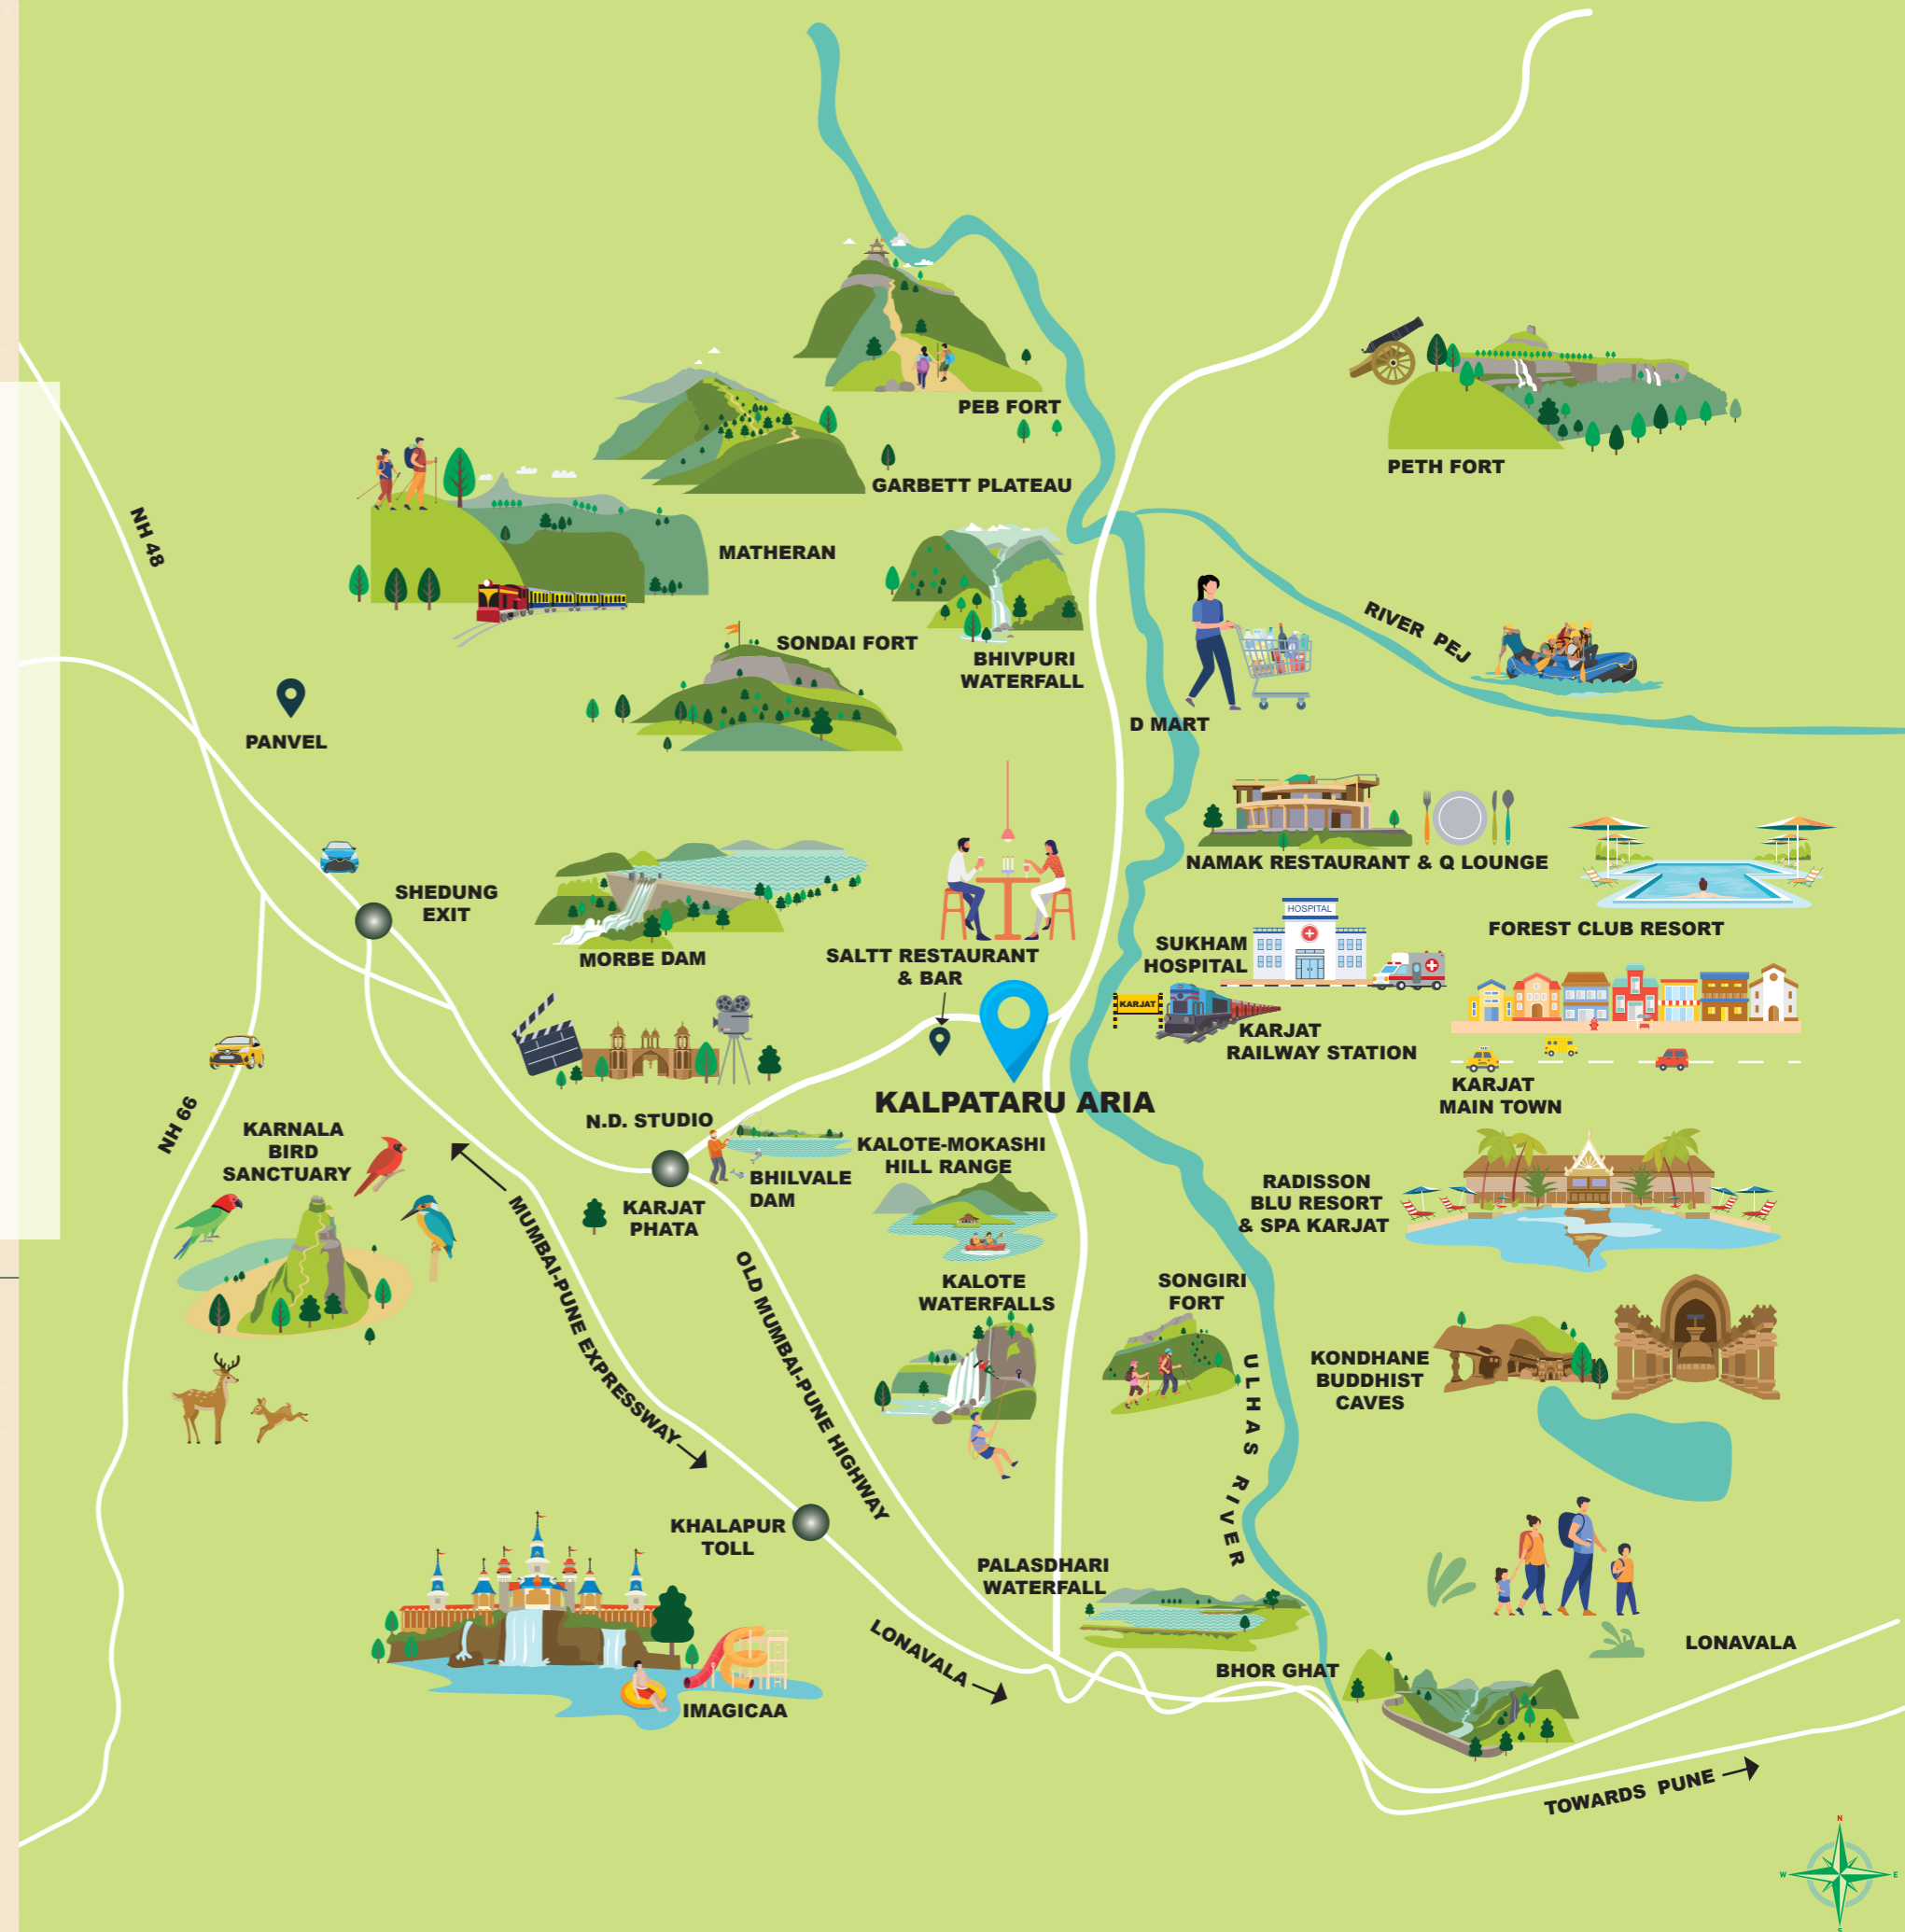 PEB FORT
PETH FORT
GARBETT PLATEAU
NH 48
MATHERAN
SONDAI FORT
BHIVPURI
WATERFALL
RIVER PEJ
D MART
PANVEL
NAMAK RESTAURANT & Q LOUNGE
SHEDUNG
EXIT
HOSPITAL
FOREST CLUB RESORT
MORBE DAM
SALTT RESTAURANT
& BAR
SUKHAM
HOSPITAL
KARJAT
KARJAT
RAILWAY STATION
TAXI
KARJAT
MAIN TOWN
KALPATARU ARIA
N.D. STUDIO
NH 66
KARNALA
BIRD
SANCTUARY
KALOTE-MOKASHI
HILL RANGE
BHILVALE
DAM
KARJAT
PHATA
RADISSON
BLU RESORT
& SPA KARJAT
MUMBAI-PUNE EXPRESSWAY
OLD MUMBAI-PUNE HIGHWAY
KALOTE
WATERFALLS
SONGIRI
FORT
ULHAS RIVER
KONDHANE
BUDDHIST
CAVES
KHALAPUR
TOLL
PALASDHARI
WATERFALL
LONAVALA
LONAVALA
BHOR GHAT
IMAGICAA
TOWARDS PUNE
N
W
E
S